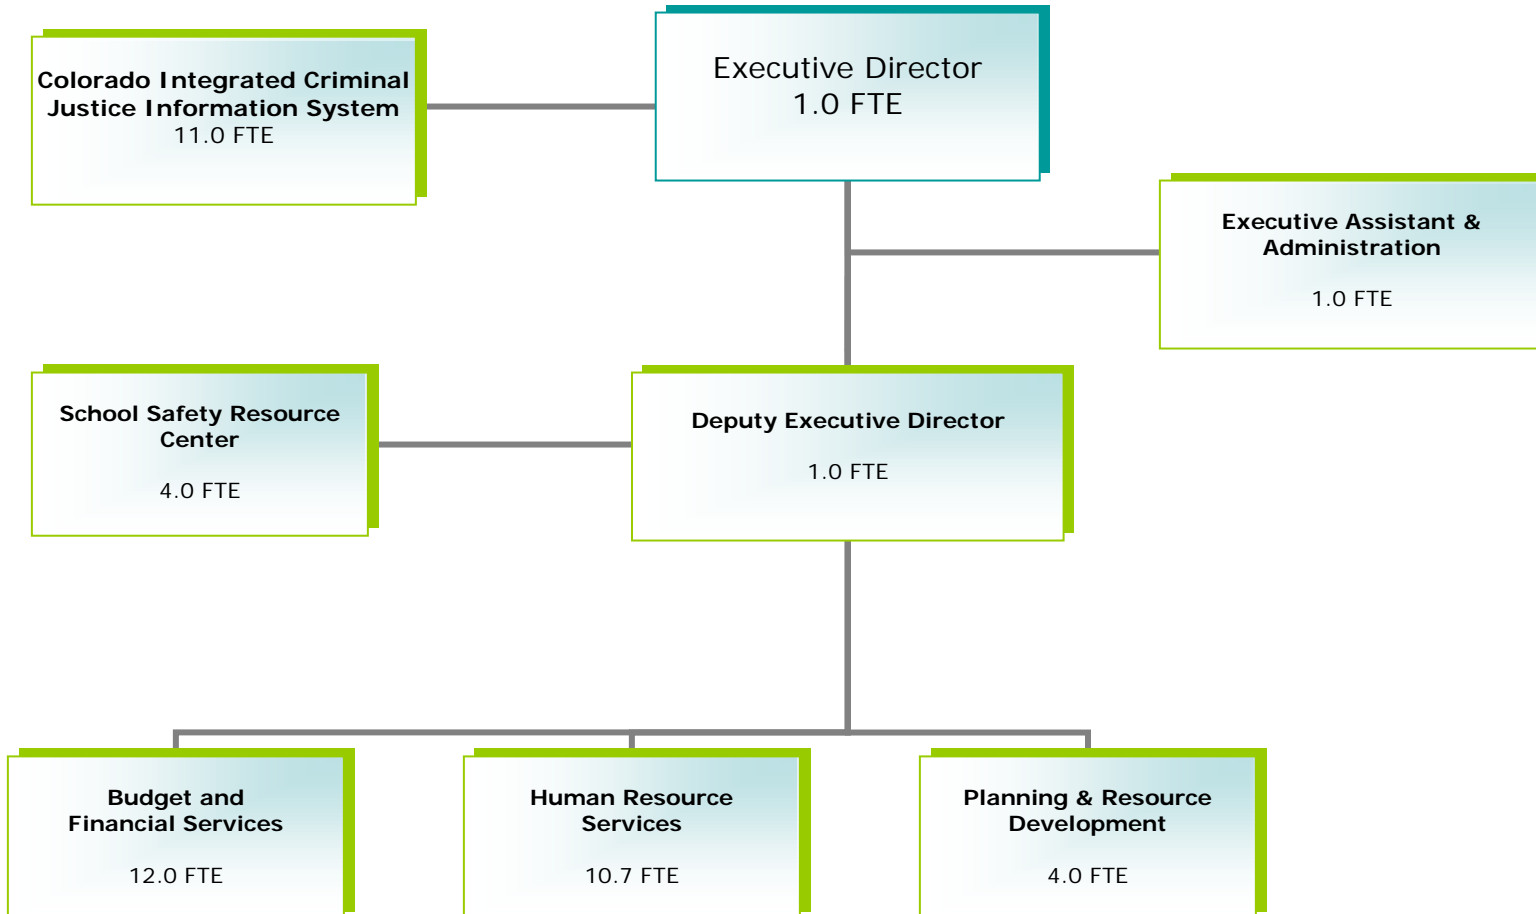 Executive Director
1.0 FTE
Colorado Integrated Criminal
Justice Information System
11.0 FTE
Executive Assistant &
Administration
1.0 FTE
School Safety Resource
Center
4.0 FTE
Deputy Executive Director
1.0 FTE
Budget and
Financial Services
12.0 FTE
Human Resource
Services
10.7 FTE
Planning & Resource
Development
4.0 FTE